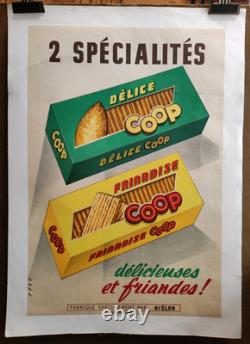 2 SPÉCIALITÉS
DÉLICE
COOP
COOP
DÉLICE COOP
FRIANDISE
COOP
COOP
FRIANDISE COOP
délicieuses
et friandes!
FABRIQUÉ SPÉCIALEMENT PAR